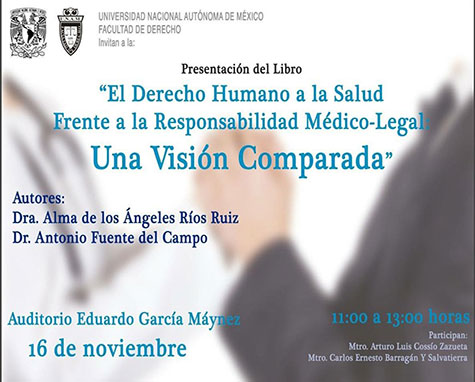 UNIVERSIDAD NACIONAL AUTÓNOMA DE MÉXICO
FACULTAD DE DERECHO
Invitan a la:
Presentación del Libro
“El Derecho Humano a la Salud
Frente a la Responsabilidad Médico-Legal:
Una Visión Comparada”
Autores:
Dra. Alma de los Ángeles Ríos Ruiz
Dr. Antonio Fuente del Campo
Auditorio Eduardo García Máynez
16 de noviembre
11:00 a 13:00 horas
Participan:
Mtro. Arturo Luis Cossío Zazueta
Mtro. Carlos Ernesto Barragán Y Salvatierra